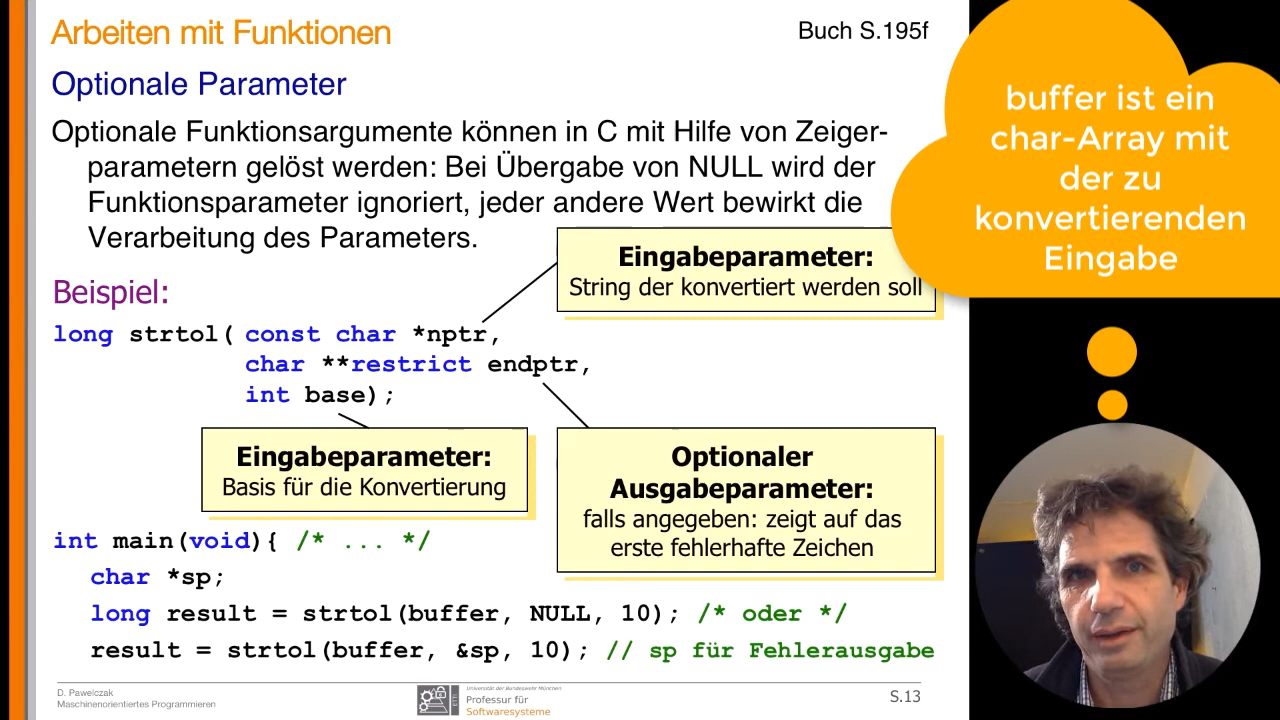 Arbeiten mit Funktionen
Buch S.195f
Optionale Parameter
Optionale Funktionsargumente können in C mit Hilfe von Zeiger-
parametern gelöst werden: Bei Übergabe von NULL wird der
Funktionsparameter ignoriert, jeder andere Wert bewirkt die
Verarbeitung des Parameters.
buffer ist ein
char-Array mit
der zu
konvertierenden
Eingabe
Eingabeparameter:
String der konvertiert werden soll
Beispiel:
long strtol( const char *nptr,
char **restrict endptr,
int base);
Eingabeparameter:
Basis für die Konvertierung
Optionaler
Ausgabeparameter:
falls angegeben: zeigt auf das
erste fehlerhafte Zeichen
int main(void){ /* ... */
char *sp;
long result = strtol(buffer, NULL, 10); /* oder */
result = strtol(buffer, &sp, 10); // sp für Fehlerausgabe
D. Pawelczak
Maschinenorientiertes Programmieren
ETTI
Universität der Bundeswehr München
Professur für
Softwaresysteme
S.13